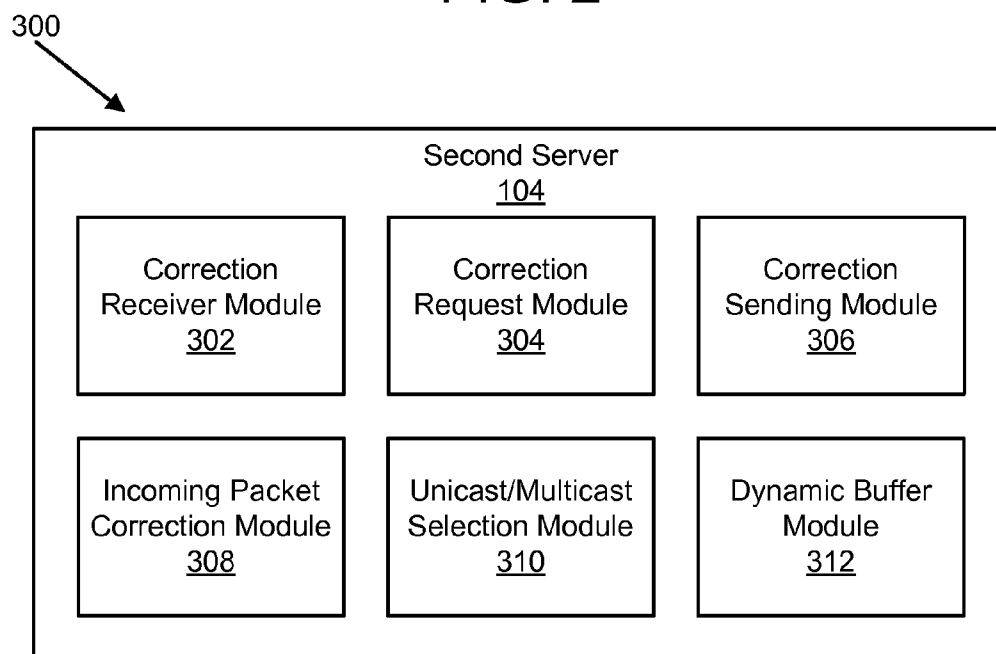 300
Second Server
104
Correction
Receiver Module
302
Correction
Request Module
304
Correction
Sending Module
306
Incoming Packet
Correction Module
308
Unicast/Multicast
Selection Module
310
Dynamic Buffer
Module
312